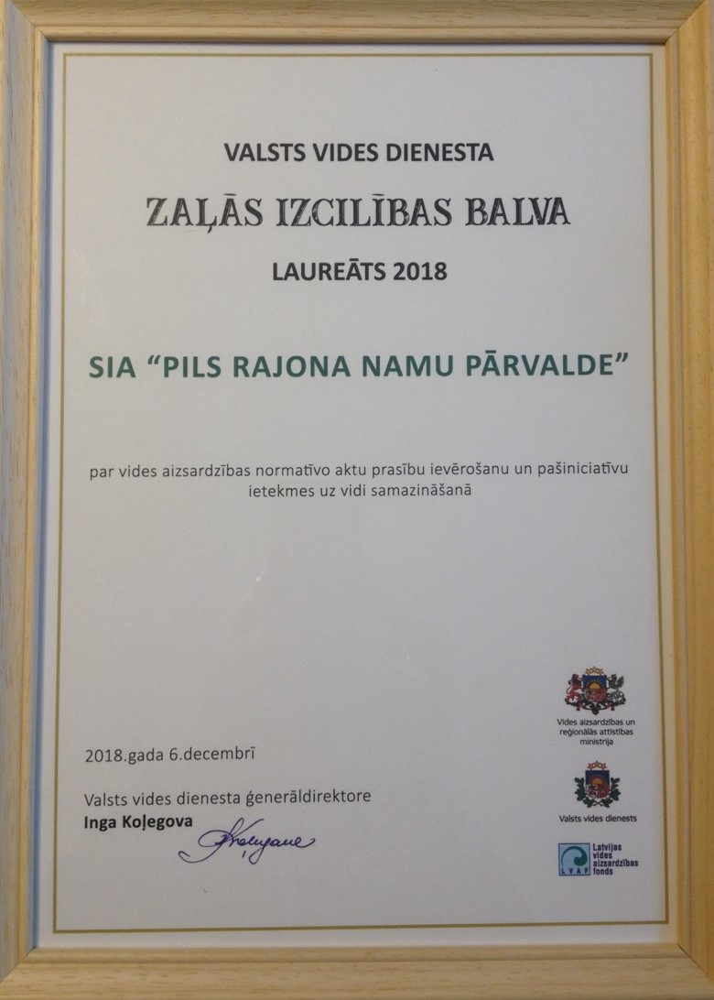 VALSTS VIDES DIENESTA
ZAĻĀS IZCILĪBAS BALVA
LAUREĀTS 2018
SIA “PILS RAJONA NAMU PĀRVALDE”
par vides aizsardzības normatīvo aktu prasību ievērošanu un pašiniciatīvu
ietekmes uz vidi samazināšanā
Vides aizsardzības un
reģionālās attīstības
ministrija
2018.gada 6.decembrī
Valsts vides dienesta ģenerāldirektore
Inga Koļegova
Valsts vides dienests
LVAF
Latvijas
vides
aizsardzības
fonds